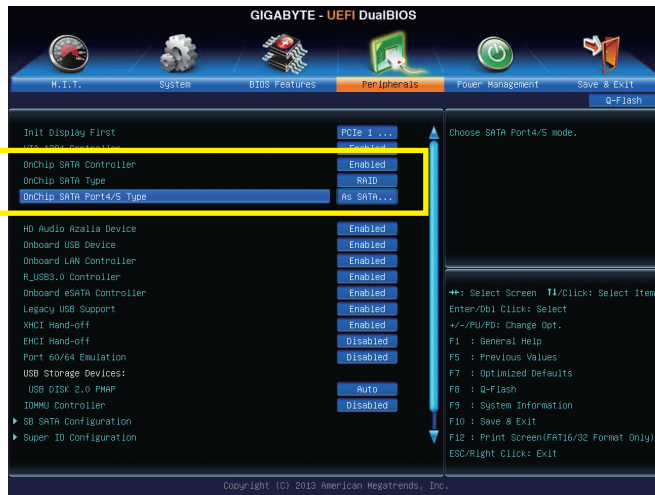 GIGABYTE - UEFI DualBIOS
M.I.T.
System
BIOS Features
Peripherals
Power Management
Save & Exit
Q-Flash
Init Display First PCIe 1 ...
VIA 1394 Controller Enabled
OnChip SATA Controller Enabled
OnChip SATA Type RAID
OnChip SATA Port4/5 Type As SATA...
HD Audio Azalia Device Enabled
Onboard USB Device Enabled
Onboard LAN Controller Enabled
R_USB3.0 Controller Enabled
Onboard eSATA Controller Enabled
Legacy USB Support Enabled
XHCI Hand-off Enabled
EHCI Hand-off Disabled
Port 60/64 Emulation Disabled
USB Storage Devices:
USB DISK 2.0 PMAP Auto
IOMMU Controller Disabled
SB SATA Configuration
Super IO Configuration
Choose SATA Port4/5 mode.
↔: Select Screen ↑↓/Click: Select Item
Enter/Dbl Click: Select
+/-/PU/PD: Change Opt.
F1 : General Help
F5 : Previous Values
F7 : Optimized Defaults
F8 : Q-Flash
F9 : System Information
F10 : Save & Exit
F12 : Print Screen(FAT16/32 Format Only)
ESC/Right Click: Exit
Copyright (C) 2013 American Megatrends, Inc.